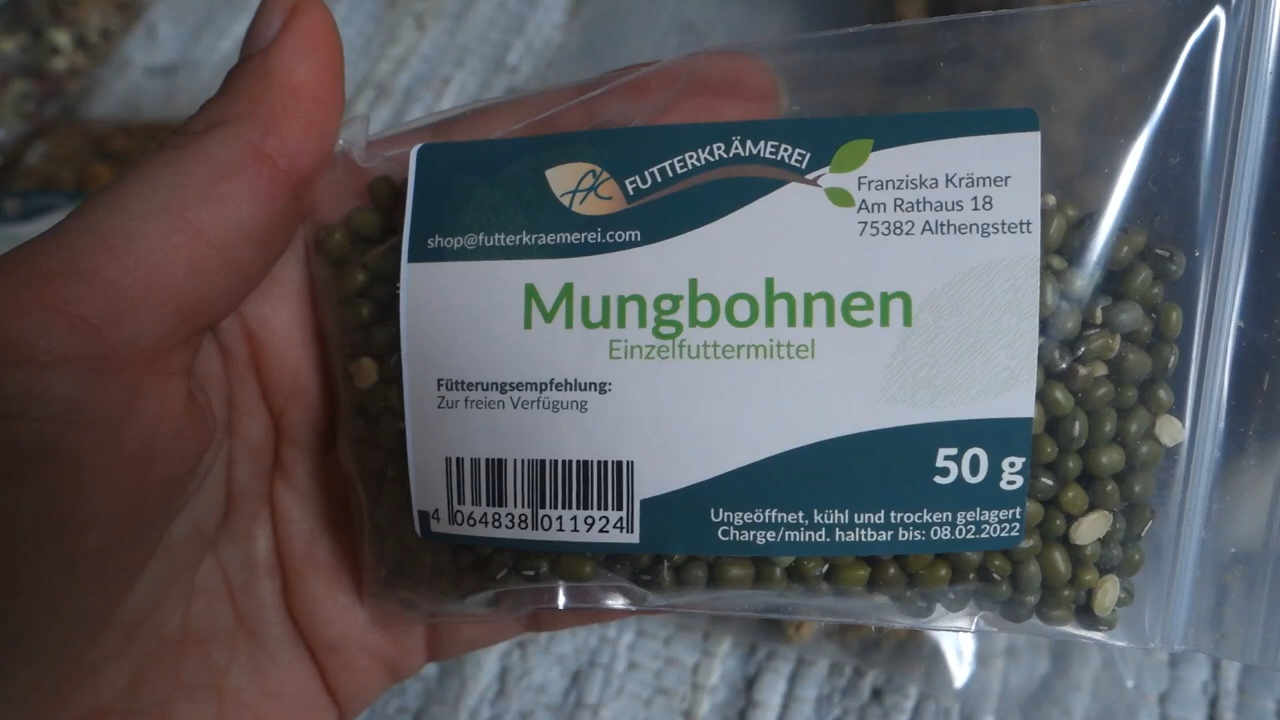 fk FUTTERKRÄMEREI
shop@futterkraemerei.com
Franziska Krämer
Am Rathaus 18
75382 Althengstett
Mungbohnen
Einzelfuttermittel
Fütterungsempfehlung:
Zur freien Verfügung
4 064838 011924
50 g
Ungeöffnet, kühl und trocken gelagert
Charge/mind. haltbar bis: 08.02.2022